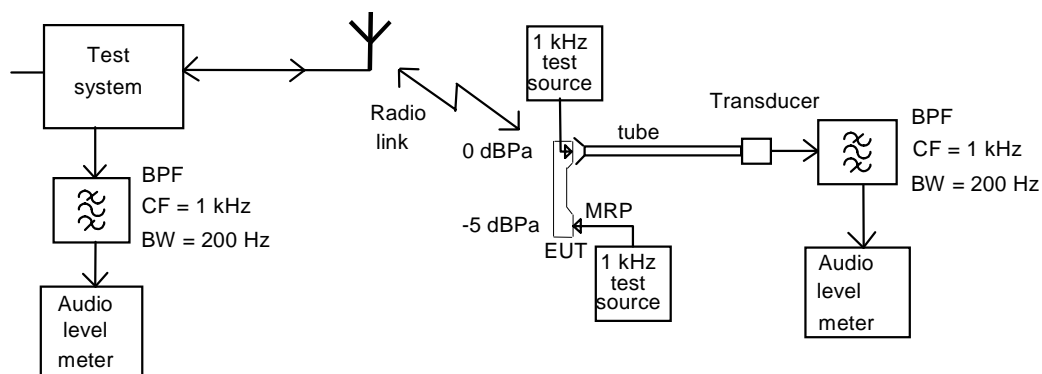 Test
system
BPF
CF = 1 kHz
BW = 200 Hz
Audio
level
meter
Radio
link
1 kHz
test
source
0 dBPa
-5 dBPa
EUT
MRP
1 kHz
test
source
tube
Transducer
BPF
CF = 1 kHz
BW = 200 Hz
Audio
level
meter